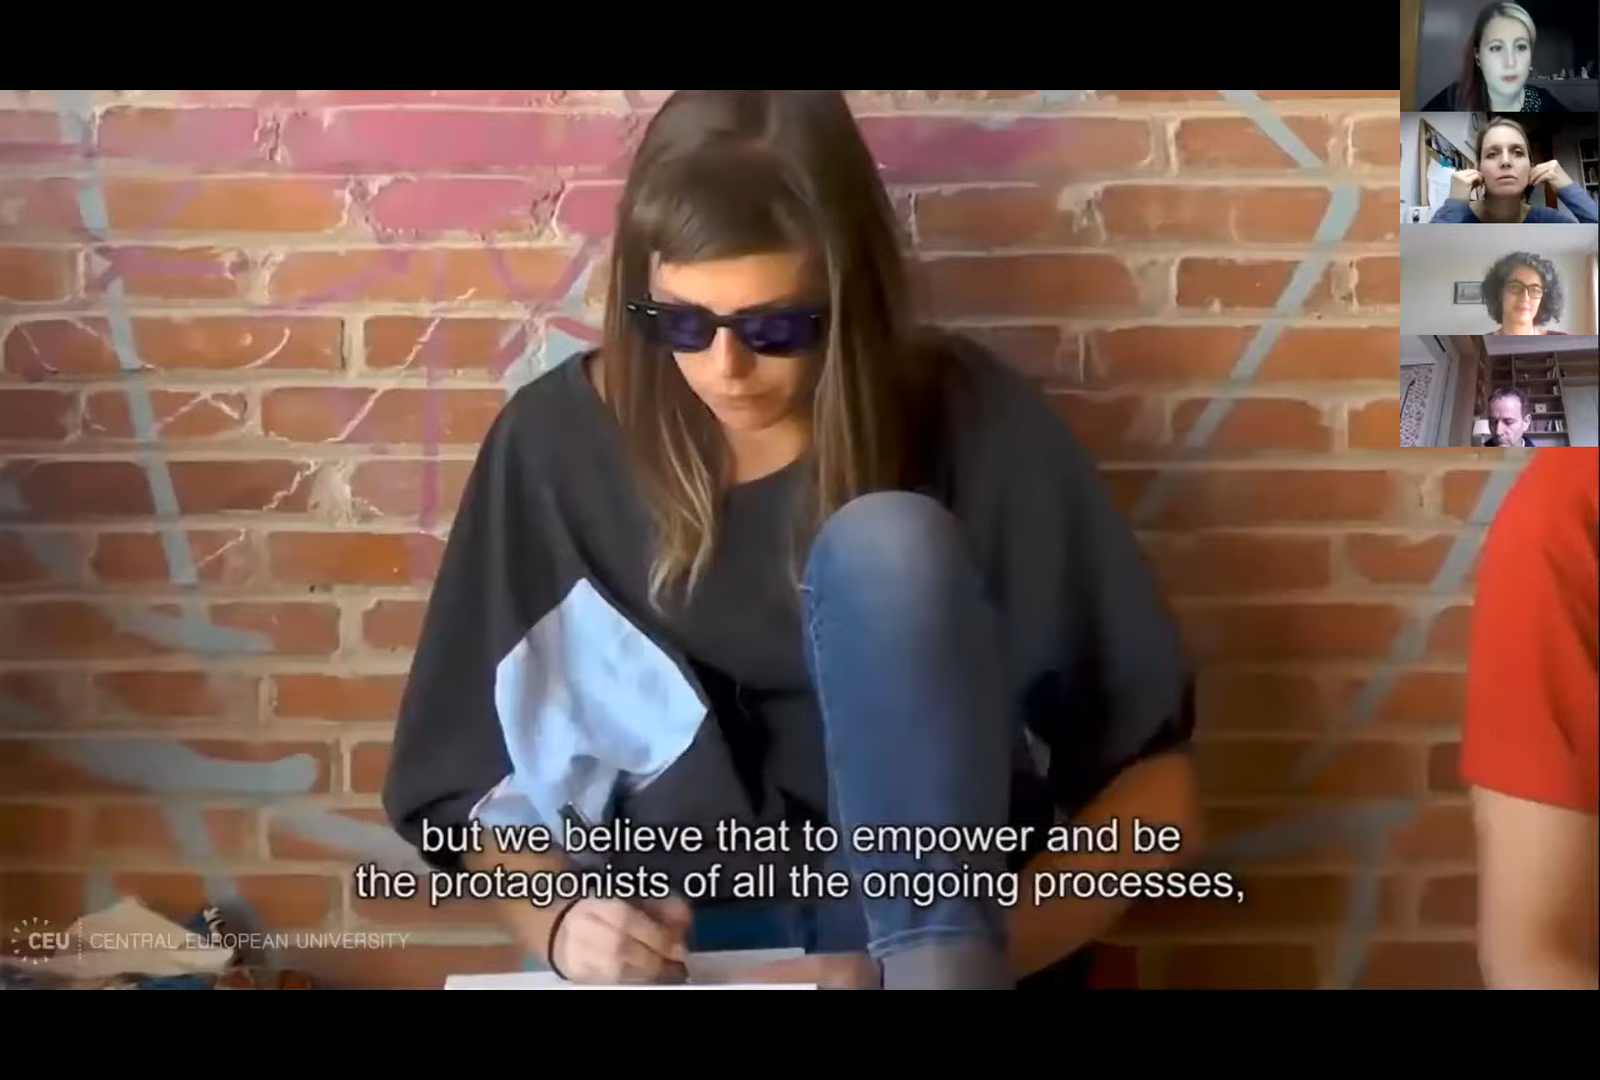 but we believe that to empower and be
the protagonists of all the ongoing processes,
CEU CENTRAL EUROPEAN UNIVERSITY